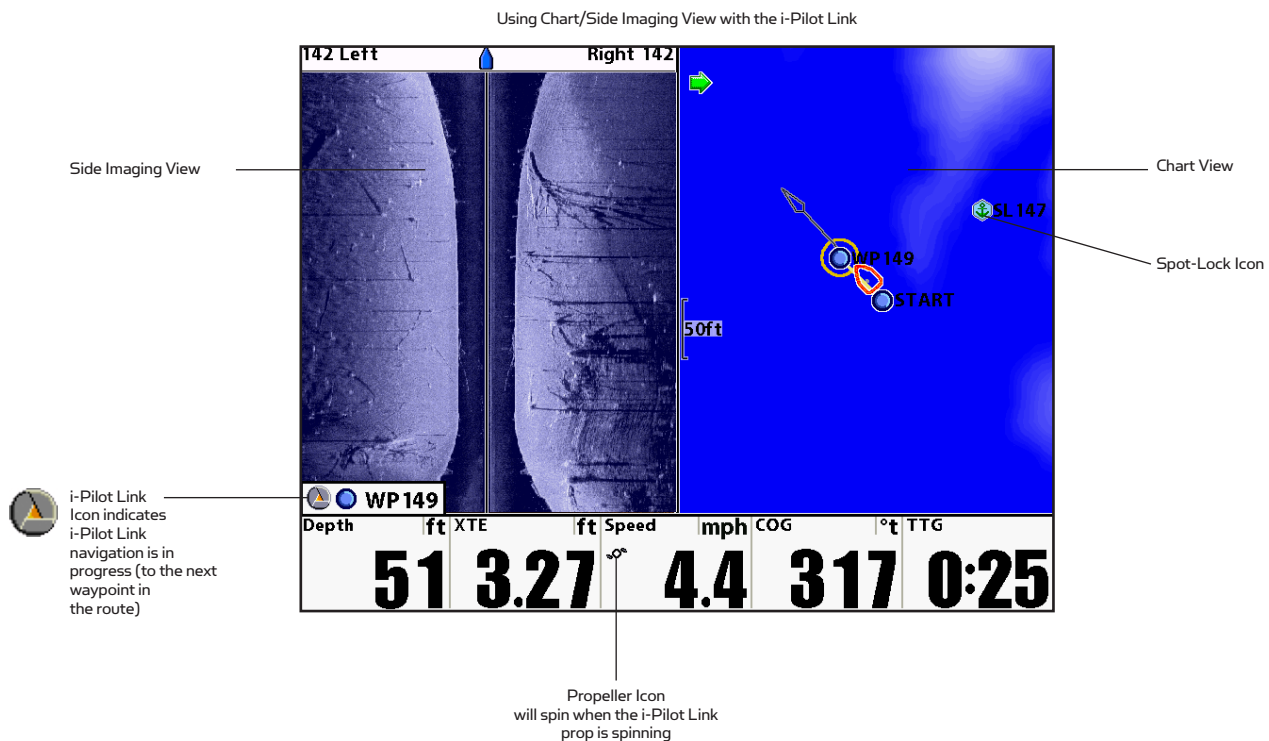 Using Chart/Side Imaging View with the i-Pilot Link
142 Left
Right 142
Side Imaging View
Chart View
SL 147
WP 149
Spot-Lock Icon
START
50ft
i-Pilot Link
Icon indicates
i-Pilot Link
navigation is in
progress (to the next
waypoint in
the route)
WP 149
Depth ft
XTE ft
Speed mph
COG °t
TTG
51
3.27
4.4
317
0:25
Propeller Icon
will spin when the i-Pilot Link
prop is spinning